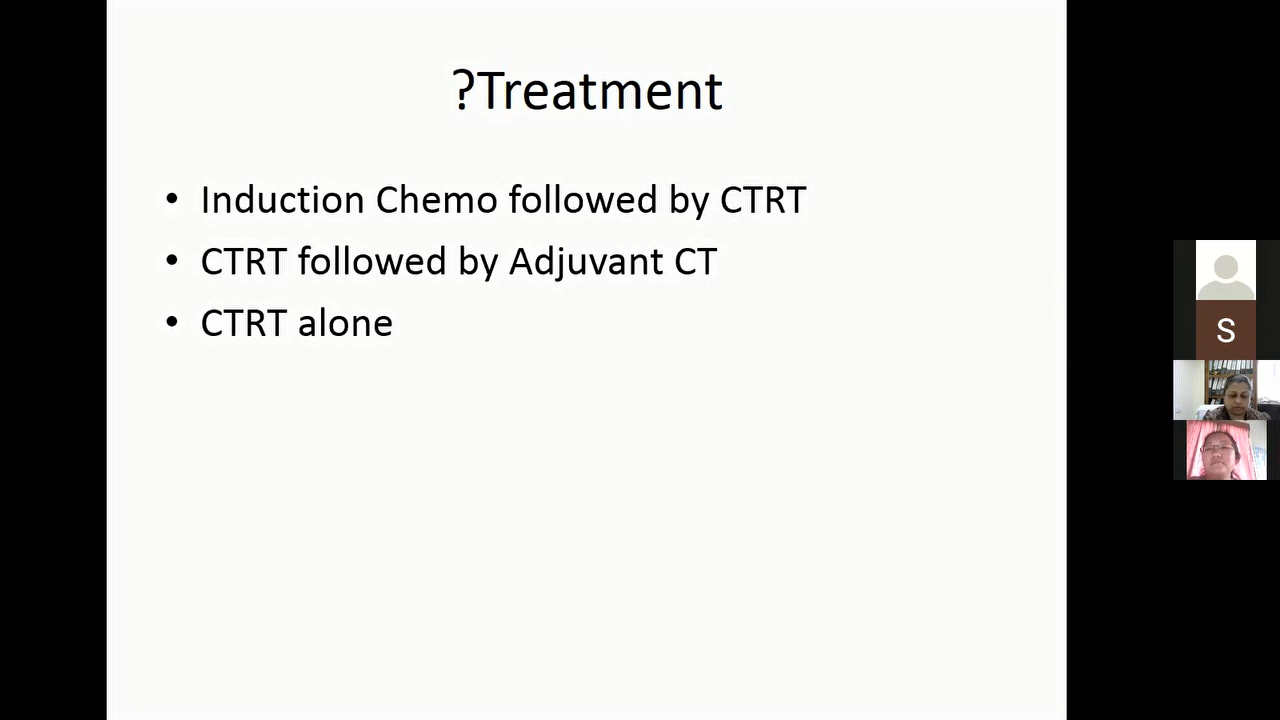 ?Treatment
• Induction Chemo followed by CTRT
• CTRT followed by Adjuvant CT
• CTRT alone
S